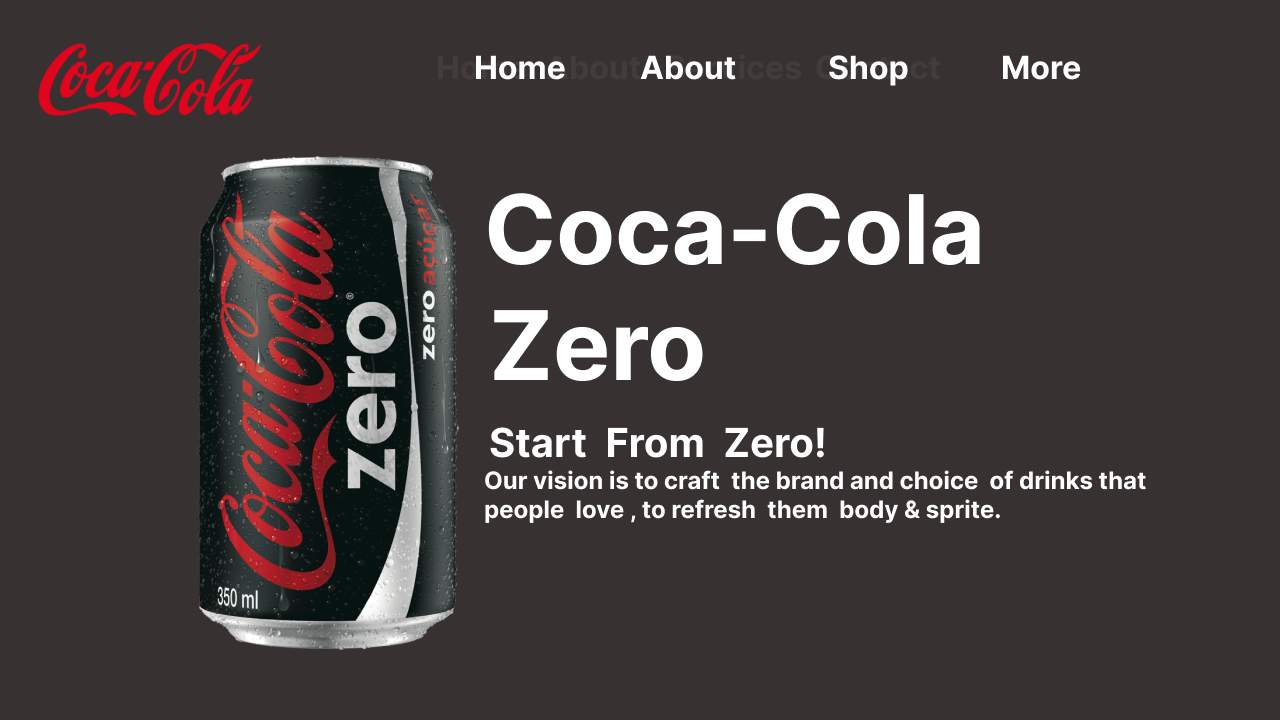 Coca-Cola
Home About Shop More
Coca-Cola
Zero
Start From Zero!
Our vision is to craft the brand and choice of drinks that
people love , to refresh them body & sprite.
Coca-Cola
zero®
zero açúcar
350 ml